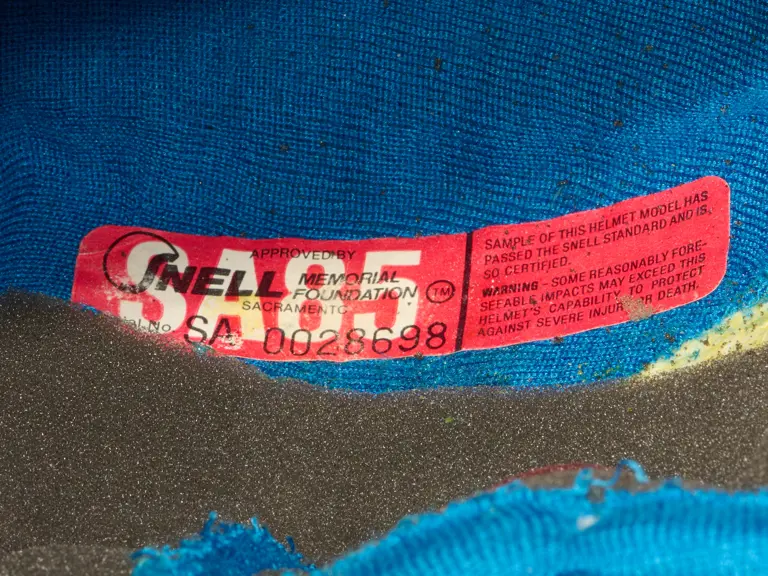 SA85
APPROVED BY
SNELL MEMORIAL
FOUNDATION TM
SACRAMENTO
No.
SA 0028698
SAMPLE OF THIS HELMET MODEL HAS
PASSED THE SNELL STANDARD AND IS
SO CERTIFIED.
WARNING – SOME REASONABLY FORE-
SEEABLE IMPACTS MAY EXCEED THIS
HELMET'S CAPABILITY TO PROTECT
AGAINST SEVERE INJURY OR DEATH.